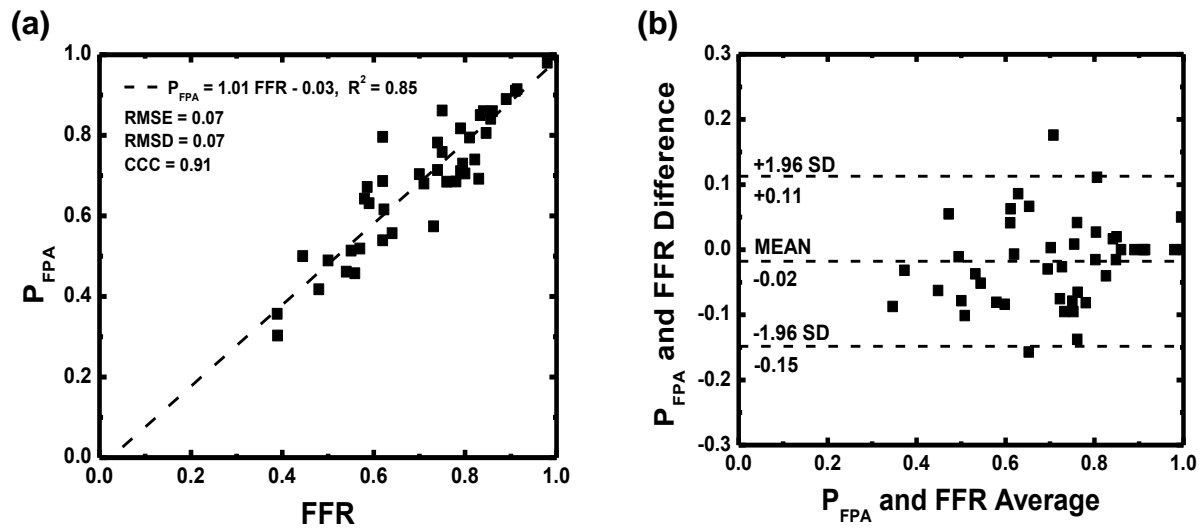 (a)
1.0
0.8
0.6
0.4
0.2
0.0
P_FPA
P_FPA = 1.01 FFR - 0.03, R² = 0.85
RMSE = 0.07
RMSD = 0.07
CCC = 0.91
0.0 0.2 0.4 0.6 0.8 1.0
FFR
(b)
0.3
0.2
0.1
0.0
-0.1
-0.2
-0.3
P_FPA and FFR Difference
+1.96 SD
+0.11
MEAN
-0.02
-1.96 SD
-0.15
0.0 0.2 0.4 0.6 0.8 1.0
P_FPA and FFR Average